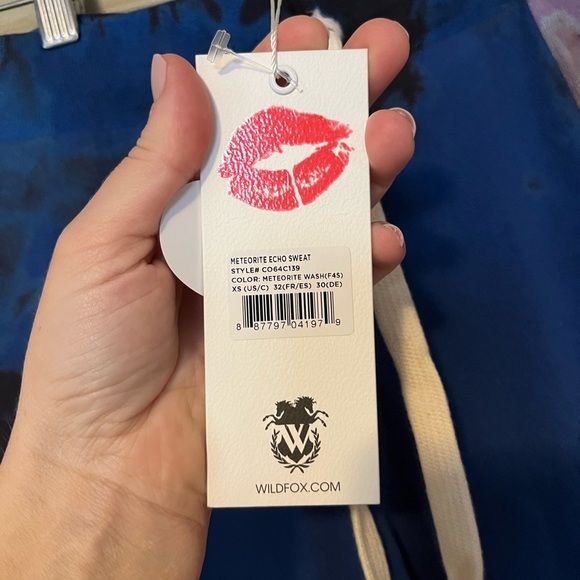 METEORITE ECHO SWEAT
STYLE# CO64C139
COLOR: METEORITE WASH(F4S)
XS (US/C) 32(FR/ES) 30(DE)
8 87797 04197 9
W
WILDFOX.COM